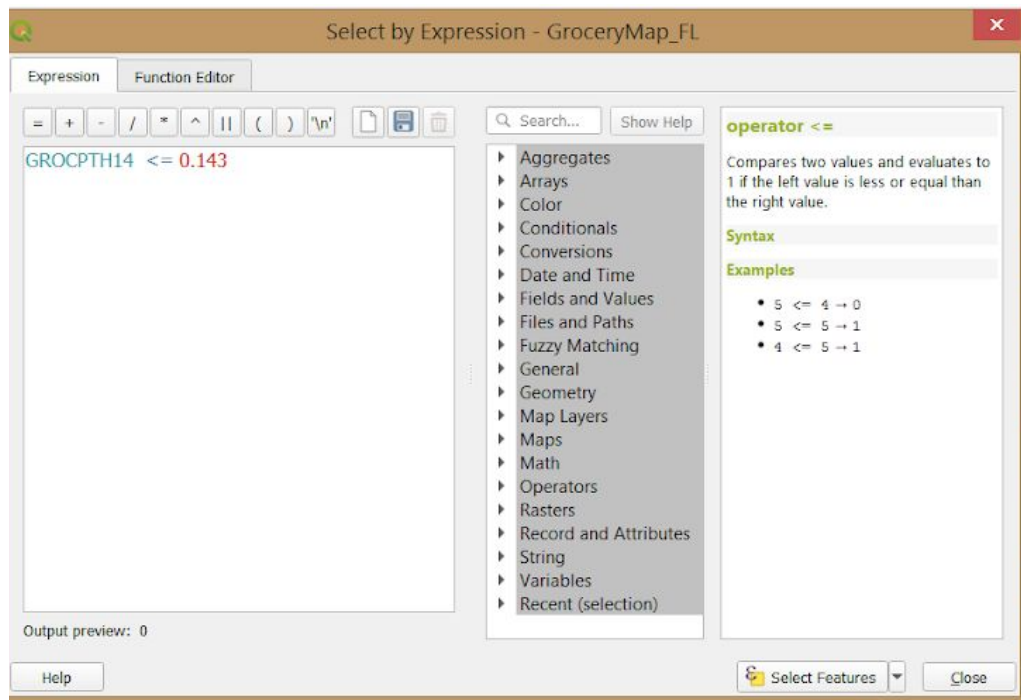 Select by Expression - GroceryMap_FL
Expression Function Editor
= + - / * ^ || ( ) '\n'
Search... Show Help
GROCPTH14 <= 0.143
Aggregates
Arrays
Color
Conditionals
Conversions
Date and Time
Fields and Values
Files and Paths
Fuzzy Matching
General
Geometry
Map Layers
Maps
Math
Operators
Rasters
Record and Attributes
String
Variables
Recent (selection)
operator <=
Compares two values and evaluates to
1 if the left value is less or equal than
the right value.
Syntax
Examples
• 5 <= 4 → 0
• 5 <= 5 → 1
• 4 <= 5 → 1
Output preview: 0
Help
Select Features
Close